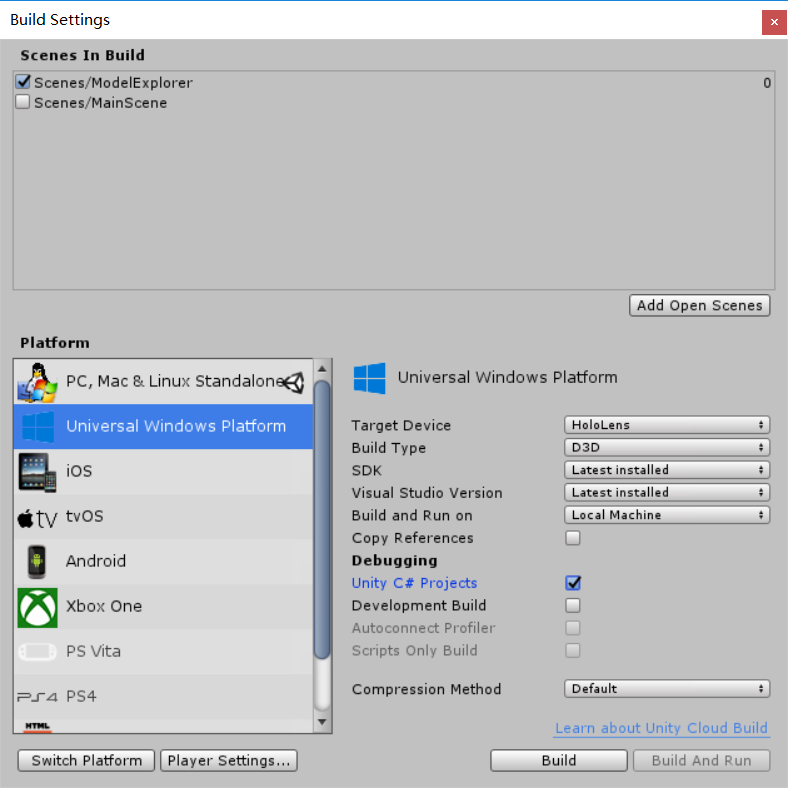 Build Settings
Scenes In Build
Scenes/ModelExplorer 0
Scenes/MainScene
Add Open Scenes
Platform
PC, Mac & Linux Standalone
Universal Windows Platform
iOS
tv tvOS
Android
Xbox One
PS Vita
PS4 PS4
HTML
Switch Platform
Player Settings...
Universal Windows Platform
Target Device HoloLens
Build Type D3D
SDK Latest installed
Visual Studio Version Latest installed
Build and Run on Local Machine
Copy References
Debugging
Unity C# Projects
Development Build
Autoconnect Profiler
Scripts Only Build
Compression Method Default
Learn about Unity Cloud Build
Build
Build And Run